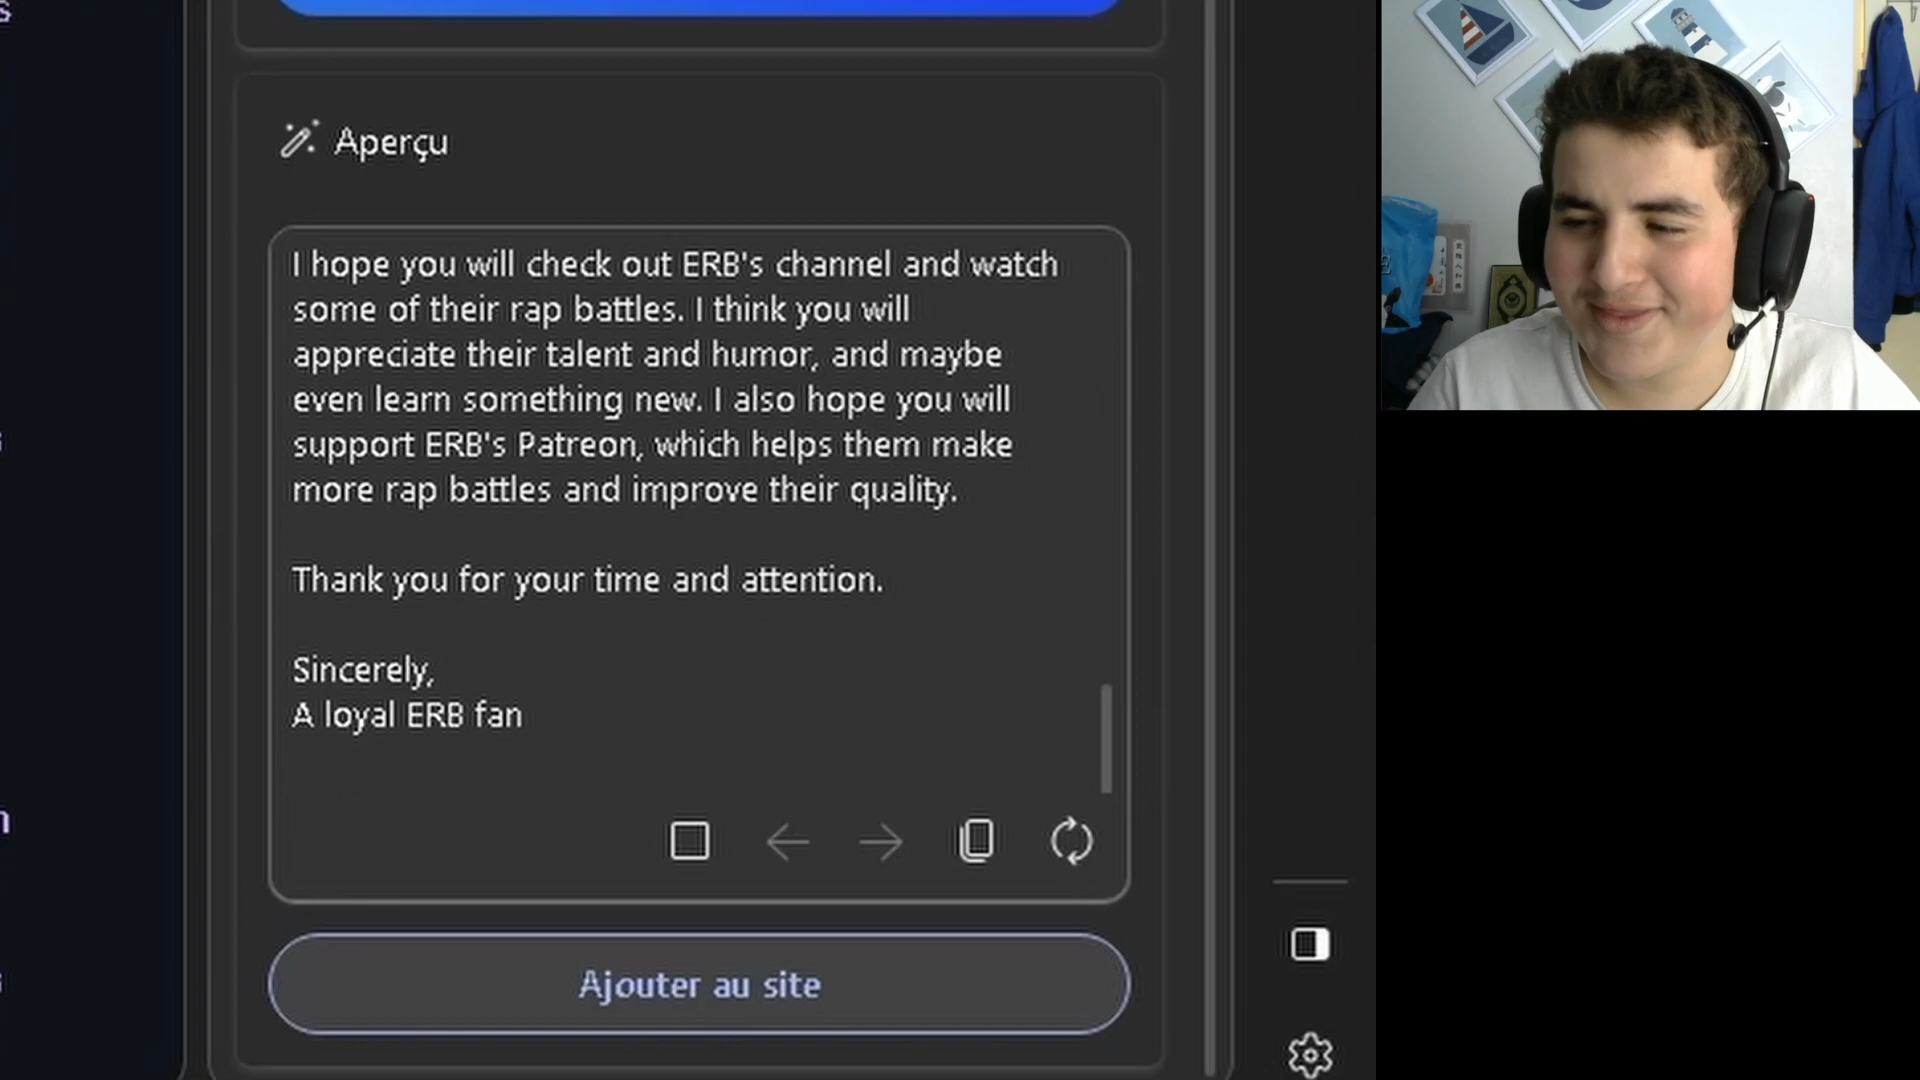 Aperçu
I hope you will check out ERB's channel and watch
some of their rap battles. I think you will
appreciate their talent and humor, and maybe
even learn something new. I also hope you will
support ERB's Patreon, which helps them make
more rap battles and improve their quality.
Thank you for your time and attention.
Sincerely,
A loyal ERB fan
Ajouter au site